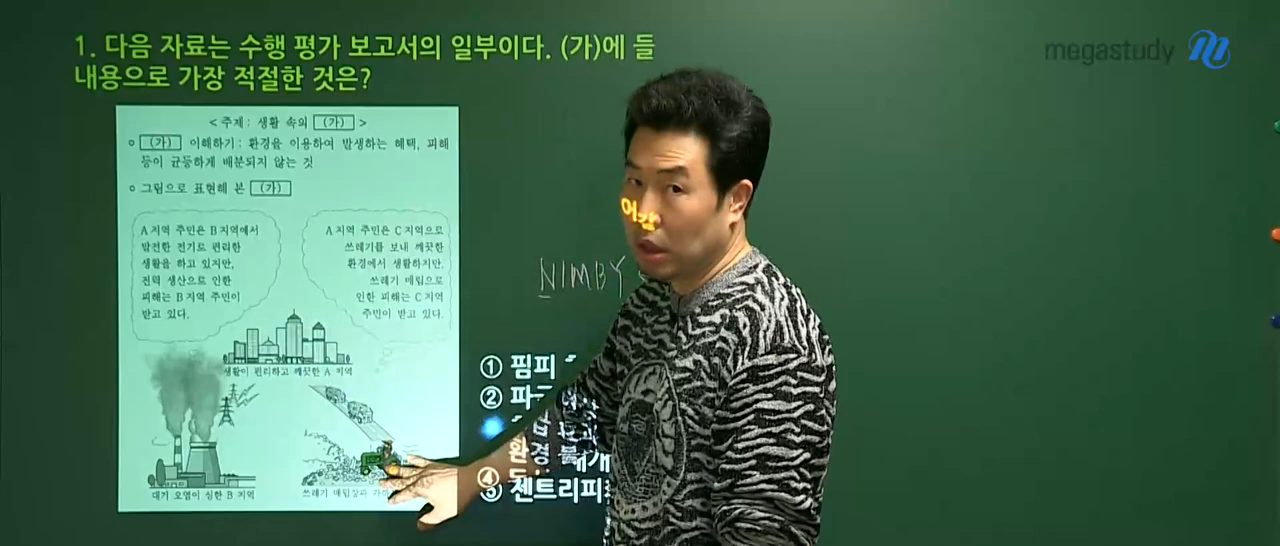 1. 다음 자료는 수행 평가 보고서의 일부이다. (가)에 들
내용으로 가장 적절한 것은?
megastudy
< 주제 : 생활 속의 (가) >
○ (가) 이해하기 : 환경을 이용하여 발생하는 혜택, 피해
등이 균등하게 배분되지 않는 것
○ 그림으로 표현해 본 (가)
A 지역 주민은 B 지역에서
발전한 전기로 편리한
생활을 하고 있지만,
전력 생산으로 인한
피해는 B 지역 주민이
받고 있다.
A 지역 주민은 C 지역으로
쓰레기를 보내 깨끗한
환경에서 생활하지만,
쓰레기 매립으로
인한 피해는 C 지역
주민이 받고 있다.
생활이 편리하고 깨끗한 A 지역
대기 오염이 심한 B 지역
쓰레기 매립장과
NIMBY
① 핌피
②
환경
④
⑤ 젠트리피